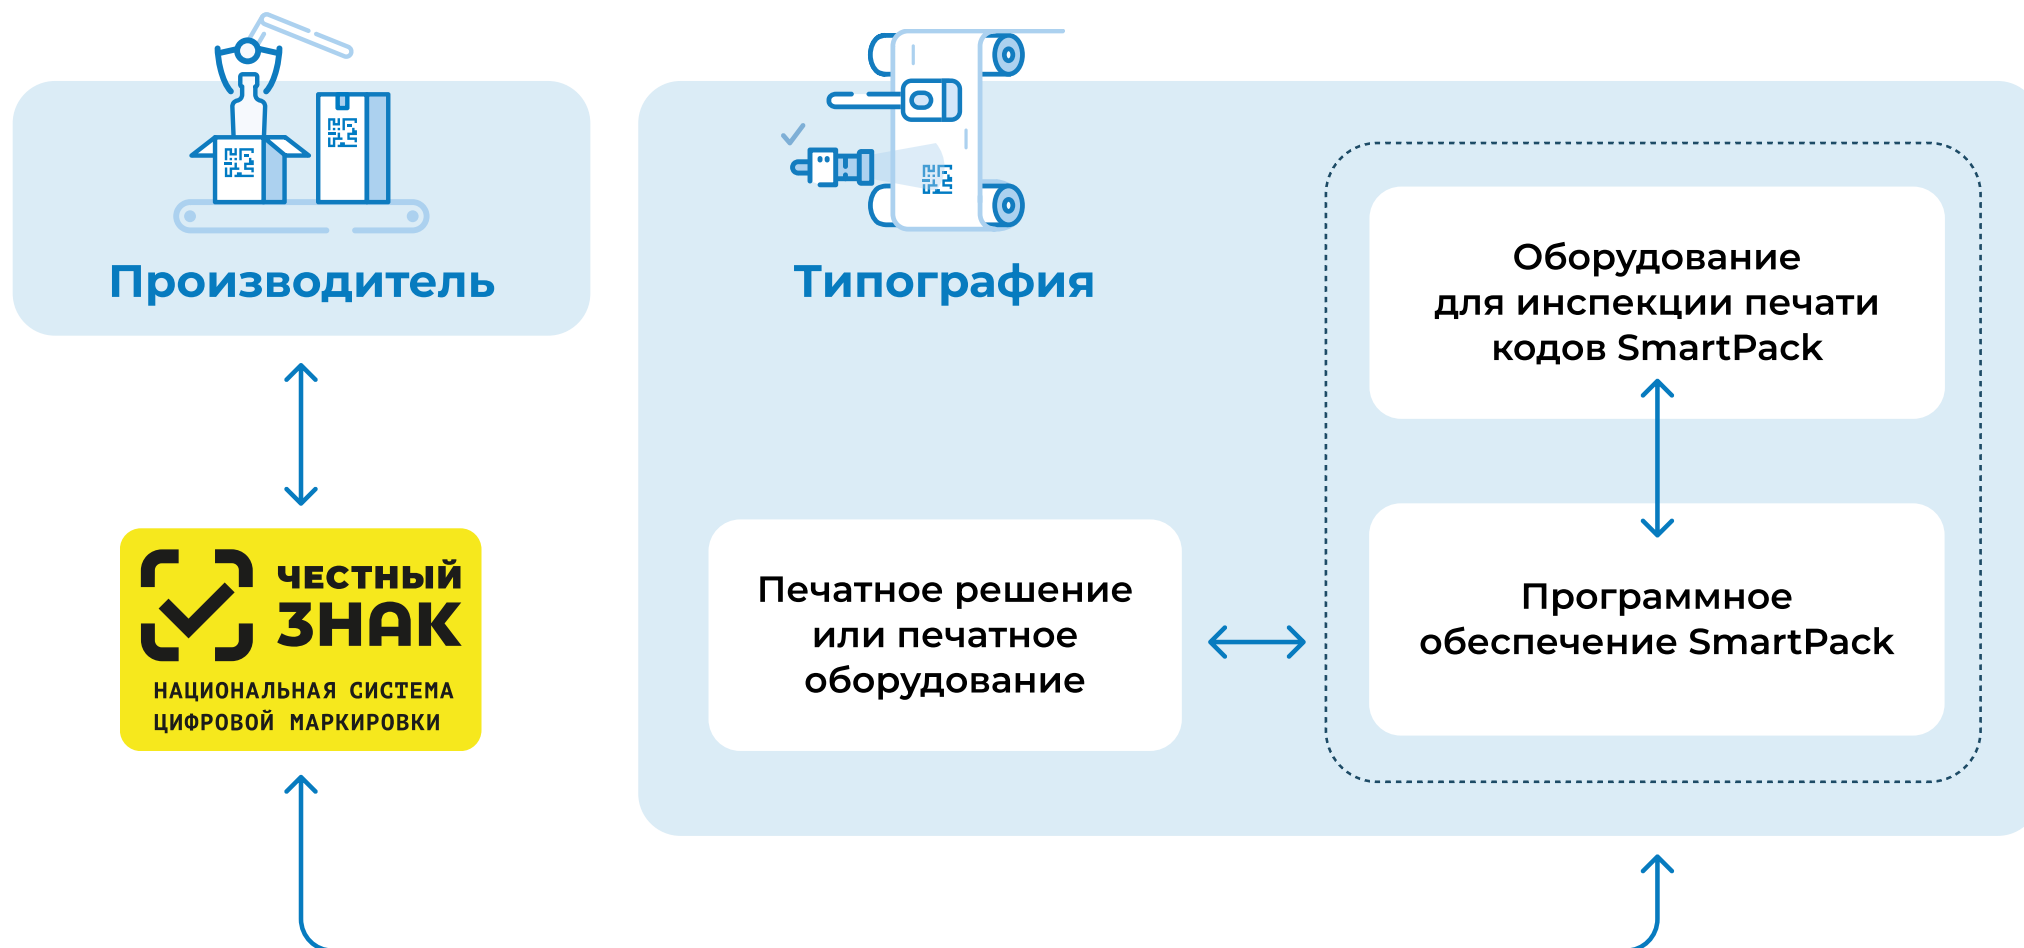 Производитель
ЧЕСТНЫЙ
ЗНАК
НАЦИОНАЛЬНАЯ СИСТЕМА
ЦИФРОВОЙ МАРКИРОВКИ
Типография
Печатное решение
или печатное
оборудование
Оборудование
для инспекции печати
кодов SmartPack
Программное
обеспечение SmartPack